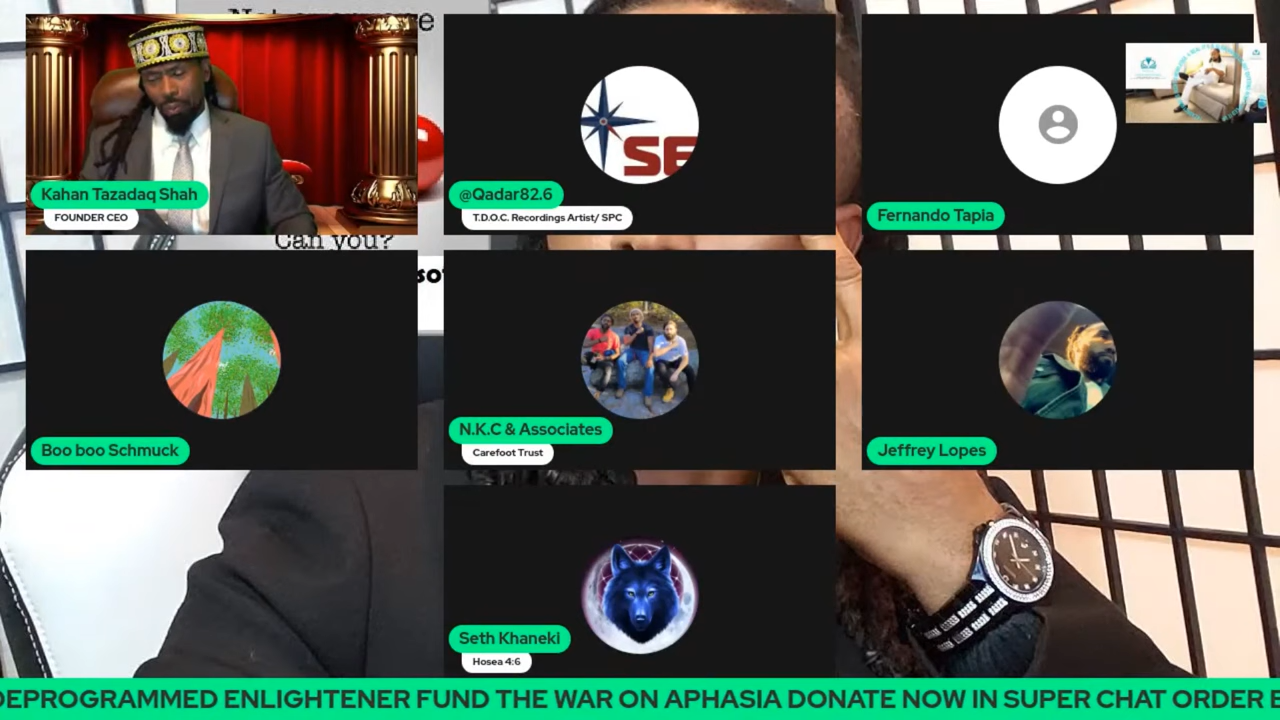 Kahan Tazadaq Shah
FOUNDER CEO
@Qadar82.6
T.D.O.C. Recordings Artist/ SPC
SE
Fernando Tapia
Can you?
Boo boo Schmuck
N.K.C & Associates
Carefoot Trust
Jeffrey Lopes
Seth Khaneki
Hosea 4:6
DEPROGRAMMED ENLIGHTENER FUND THE WAR ON APHASIA DONATE NOW IN SUPER CHAT ORDER